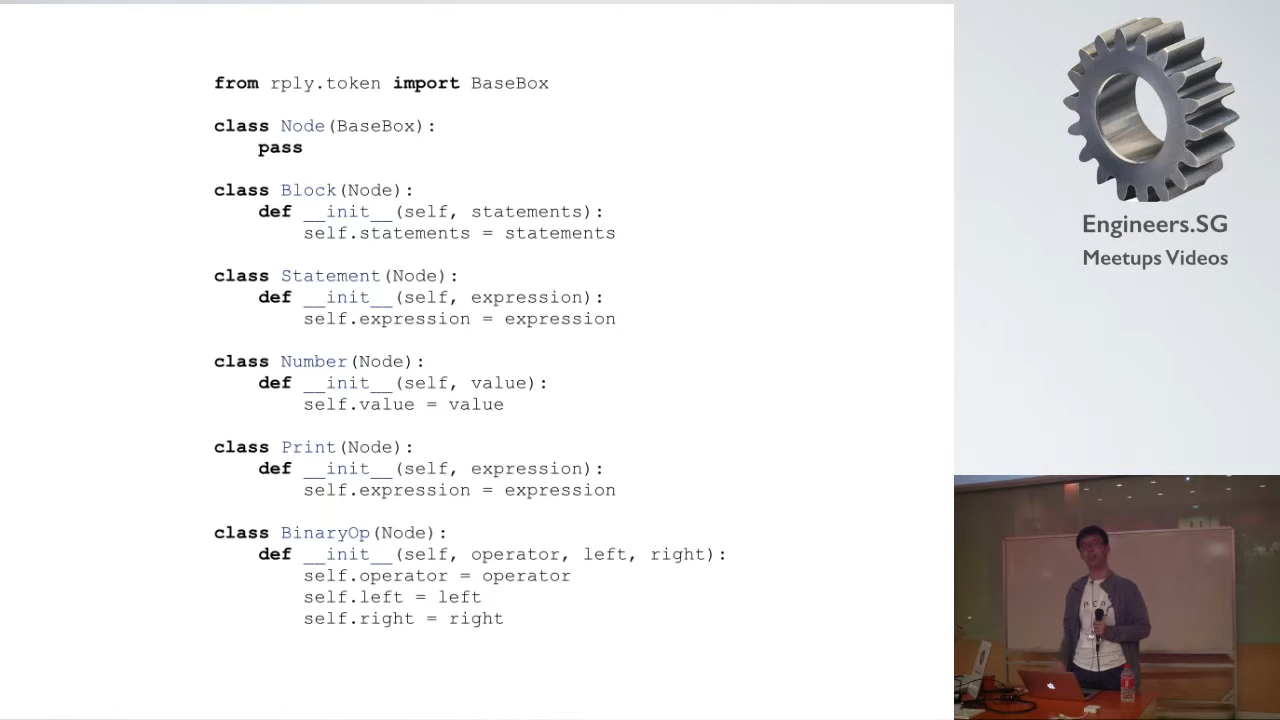 from rply.token import BaseBox
class Node(BaseBox):
pass
class Block(Node):
def __init__(self, statements):
self.statements = statements
class Statement(Node):
def __init__(self, expression):
self.expression = expression
class Number(Node):
def __init__(self, value):
self.value = value
class Print(Node):
def __init__(self, expression):
self.expression = expression
class BinaryOp(Node):
def __init__(self, operator, left, right):
self.operator = operator
self.left = left
self.right = right
Engineers.SG
Meetups Videos